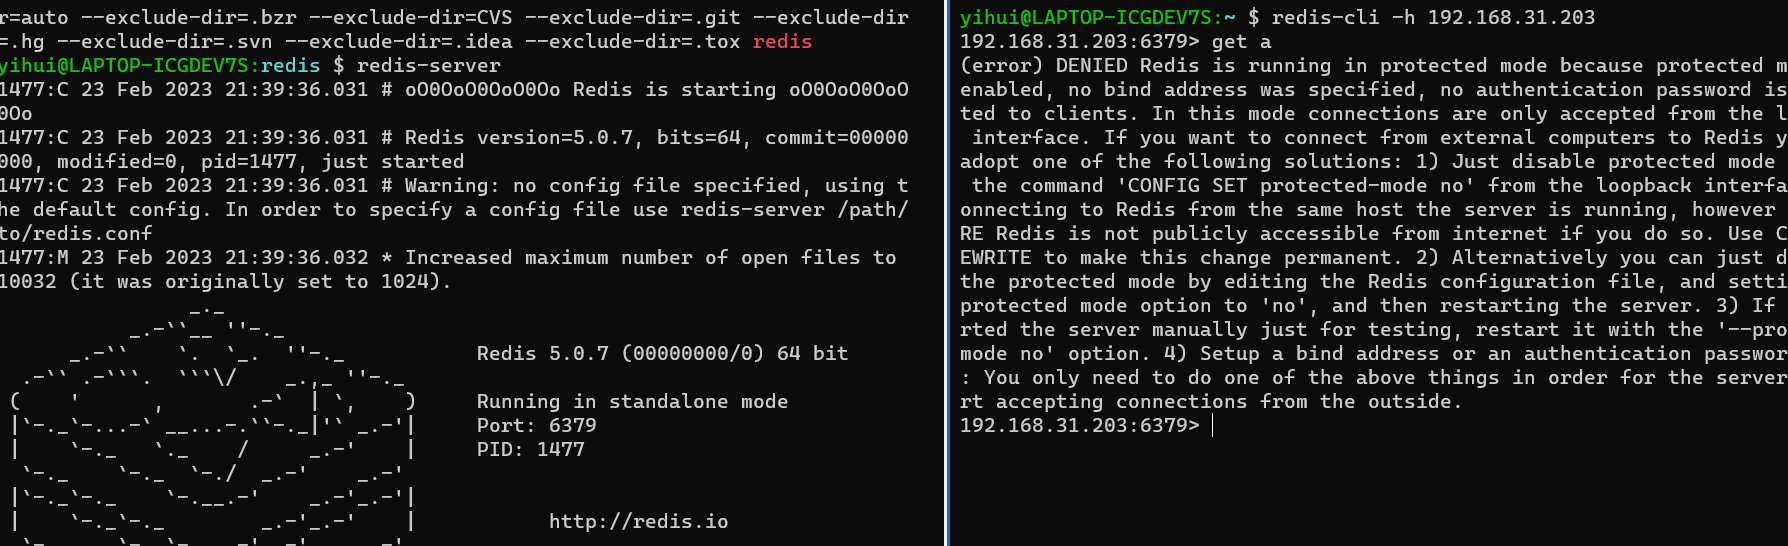 r=auto --exclude-dir=.bzr --exclude-dir=CVS --exclude-dir=.git --exclude-dir
=.hg --exclude-dir=.svn --exclude-dir=.idea --exclude-dir=.tox redis
yihui@LAPTOP-ICGDEV7S:redis $ redis-server
1477:C 23 Feb 2023 21:39:36.031 # oO0OoO0OoO0Oo Redis is starting oO0OoO0OoO
0Oo
1477:C 23 Feb 2023 21:39:36.031 # Redis version=5.0.7, bits=64, commit=00000
000, modified=0, pid=1477, just started
1477:C 23 Feb 2023 21:39:36.031 # Warning: no config file specified, using t
he default config. In order to specify a config file use redis-server /path/
to/redis.conf
1477:M 23 Feb 2023 21:39:36.032 * Increased maximum number of open files to
10032 (it was originally set to 1024).
Redis 5.0.7 (00000000/0) 64 bit
Running in standalone mode
Port: 6379
PID: 1477
http://redis.io
yihui@LAPTOP-ICGDEV7S:~ $ redis-cli -h 192.168.31.203
192.168.31.203:6379> get a
(error) DENIED Redis is running in protected mode because protected m
enabled, no bind address was specified, no authentication password is
ted to clients. In this mode connections are only accepted from the l
interface. If you want to connect from external computers to Redis y
adopt one of the following solutions: 1) Just disable protected mode
the command 'CONFIG SET protected-mode no' from the loopback interfa
onnecting to Redis from the same host the server is running, however
RE Redis is not publicly accessible from internet if you do so. Use C
EWRITE to make this change permanent. 2) Alternatively you can just d
the protected mode by editing the Redis configuration file, and setti
protected mode option to 'no', and then restarting the server. 3) If
rted the server manually just for testing, restart it with the '--pro
mode no' option. 4) Setup a bind address or an authentication passwor
: You only need to do one of the above things in order for the server
rt accepting connections from the outside.
192.168.31.203:6379>